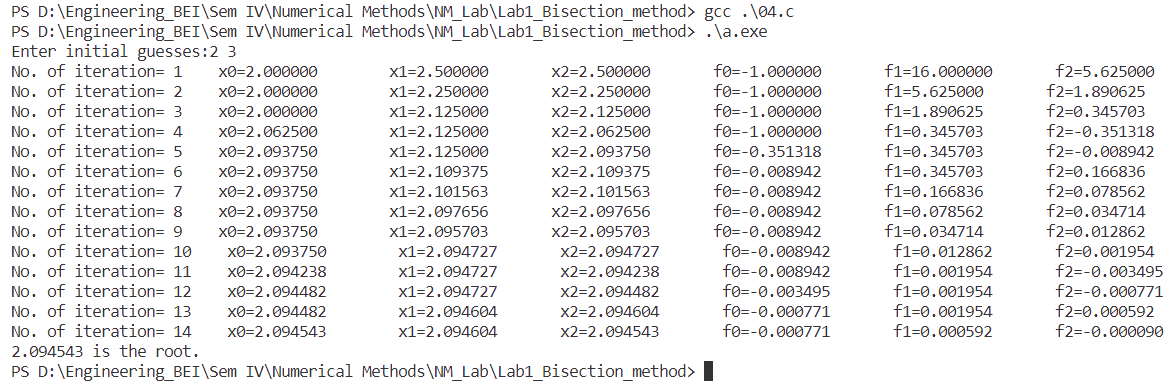 PS D:\Engineering_BEI\Sem IV\Numerical Methods\NM_Lab\Lab1_Bisection_method> gcc .\04.c
PS D:\Engineering_BEI\Sem IV\Numerical Methods\NM_Lab\Lab1_Bisection_method> .\a.exe
Enter initial guesses:2 3
No. of iteration= 1 x0=2.000000 x1=2.500000 x2=2.500000 f0=-1.000000 f1=16.000000 f2=5.625000
No. of iteration= 2 x0=2.000000 x1=2.250000 x2=2.250000 f0=-1.000000 f1=5.625000 f2=1.890625
No. of iteration= 3 x0=2.000000 x1=2.125000 x2=2.125000 f0=-1.000000 f1=1.890625 f2=0.345703
No. of iteration= 4 x0=2.062500 x1=2.125000 x2=2.062500 f0=-1.000000 f1=0.345703 f2=-0.351318
No. of iteration= 5 x0=2.093750 x1=2.125000 x2=2.093750 f0=-0.351318 f1=0.345703 f2=-0.008942
No. of iteration= 6 x0=2.093750 x1=2.109375 x2=2.109375 f0=-0.008942 f1=0.345703 f2=0.166836
No. of iteration= 7 x0=2.093750 x1=2.101563 x2=2.101563 f0=-0.008942 f1=0.166836 f2=0.078562
No. of iteration= 8 x0=2.093750 x1=2.097656 x2=2.097656 f0=-0.008942 f1=0.078562 f2=0.034714
No. of iteration= 9 x0=2.093750 x1=2.095703 x2=2.095703 f0=-0.008942 f1=0.034714 f2=0.012862
No. of iteration= 10 x0=2.093750 x1=2.094727 x2=2.094727 f0=-0.008942 f1=0.012862 f2=0.001954
No. of iteration= 11 x0=2.094238 x1=2.094727 x2=2.094238 f0=-0.008942 f1=0.001954 f2=-0.003495
No. of iteration= 12 x0=2.094482 x1=2.094727 x2=2.094482 f0=-0.003495 f1=0.001954 f2=-0.000771
No. of iteration= 13 x0=2.094482 x1=2.094604 x2=2.094604 f0=-0.000771 f1=0.001954 f2=0.000592
No. of iteration= 14 x0=2.094543 x1=2.094604 x2=2.094543 f0=-0.000771 f1=0.000592 f2=-0.000090
2.094543 is the root.
PS D:\Engineering_BEI\Sem IV\Numerical Methods\NM_Lab\Lab1_Bisection_method>